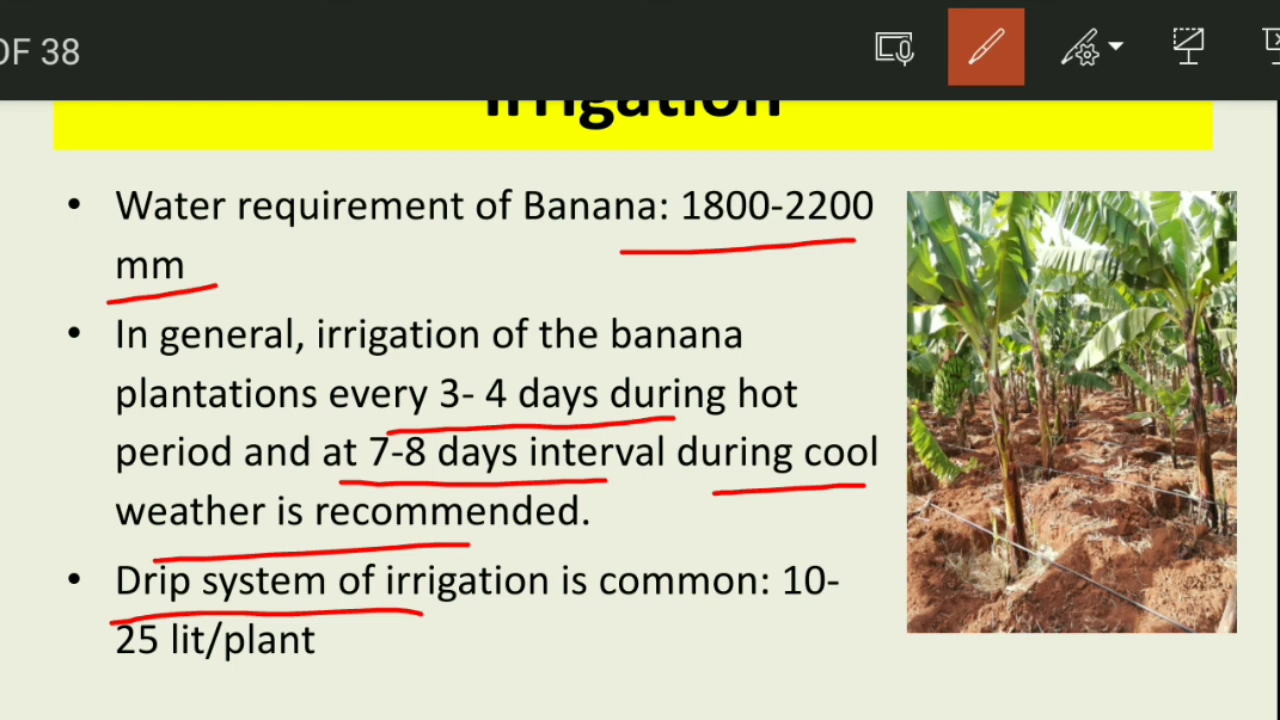 OF 38
Irrigation
• Water requirement of Banana: 1800-2200
mm
• In general, irrigation of the banana
plantations every 3- 4 days during hot
period and at 7-8 days interval during cool
weather is recommended.
• Drip system of irrigation is common: 10-
25 lit/plant